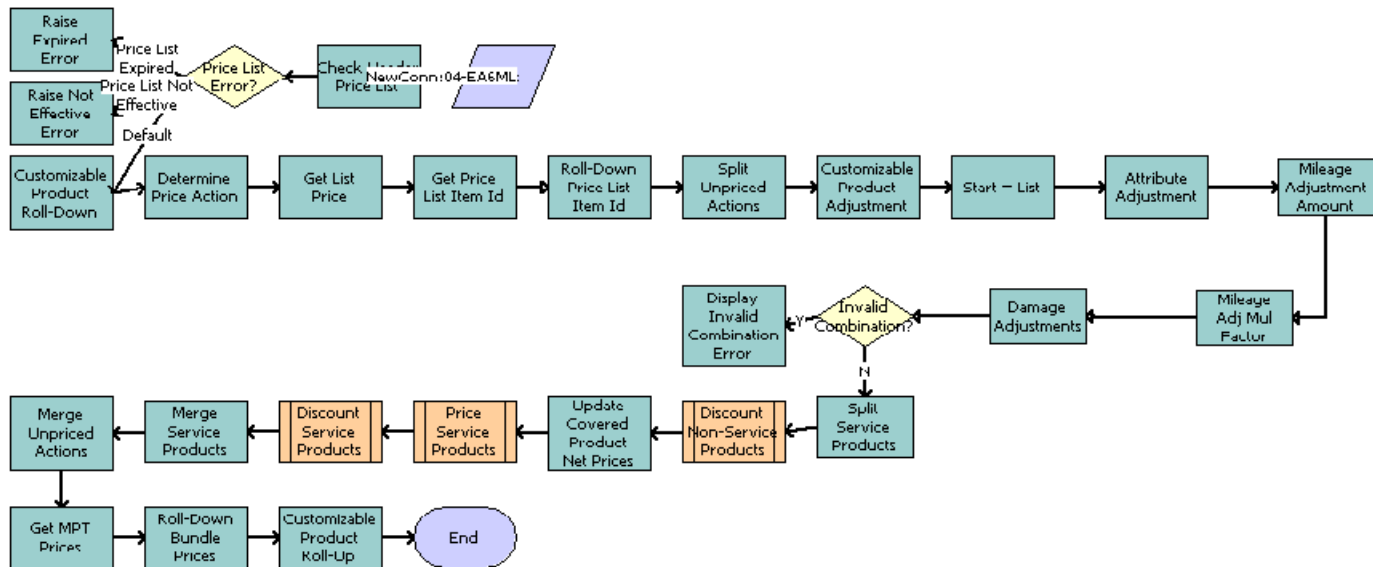 Raise
Expired
Error
Price List
Expired
Price List
Error?
Check Header
Price List
NewConn:04-EA6ML:
Raise Not
Effective
Error
Price List Not
Effective
Default
Customizable
Product
Roll-Down
Determine
Price Action
Get List
Price
Get Price
List Item Id
Roll-Down
Price List
Item Id
Split
Unpriced
Actions
Customizable
Product
Adjustment
Start - List
Attribute
Adjustment
Mileage
Adjustment
Amount
Display
Invalid
Combination
Error
Y
Invalid
Combination?
N
Damage
Adjustments
Mileage
Adj Mul
Factor
Merge
Unpriced
Actions
Merge
Service
Products
Discount
Service
Products
Price
Service
Products
Update
Covered
Product
Net Prices
Discount
Non-Service
Products
Split
Service
Products
Get MPT
Prices
Roll-Down
Bundle
Prices
Customizable
Product
Roll-Up
End